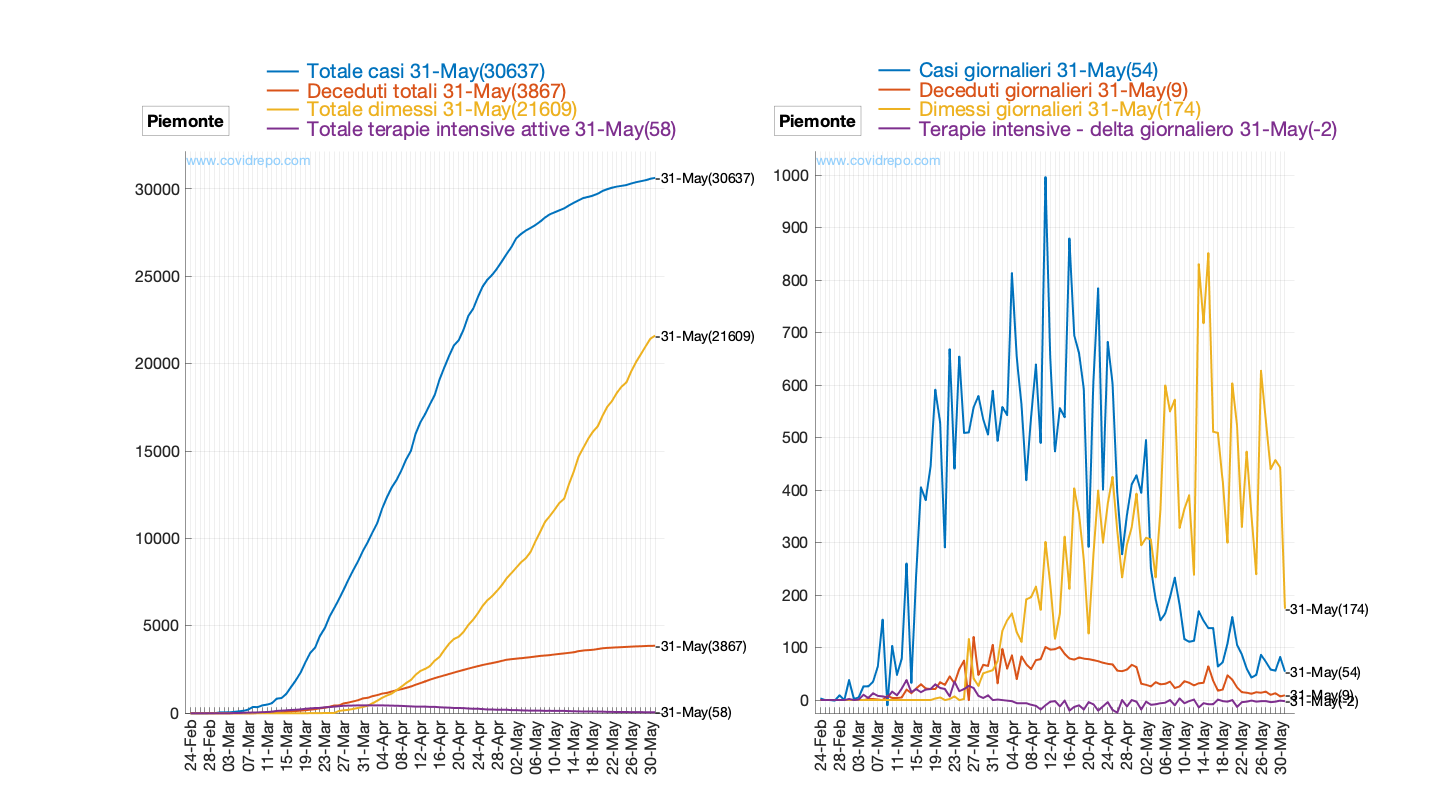 Totale casi 31-May(30637)
Deceduti totali 31-May(3867)
Totale dimessi 31-May(21609)
Totale terapie intensive attive 31-May(58)
Piemonte
www.covidrepo.com
30000
25000
20000
15000
10000
5000
0
31-May(30637)
31-May(21609)
31-May(3867)
31-May(58)
24-Feb
28-Feb
03-Mar
07-Mar
11-Mar
15-Mar
19-Mar
23-Mar
27-Mar
31-Mar
04-Apr
08-Apr
12-Apr
16-Apr
20-Apr
24-Apr
28-Apr
02-May
06-May
10-May
14-May
18-May
22-May
26-May
30-May
Casi giornalieri 31-May(54)
Deceduti giornalieri 31-May(9)
Dimessi giornalieri 31-May(174)
Terapie intensive - delta giornaliero 31-May(-2)
Piemonte
www.covidrepo.com
1000
900
800
700
600
500
400
300
200
100
0
31-May(174)
31-May(54)
31-May(9)
31-May(-2)
24-Feb
28-Feb
03-Mar
07-Mar
11-Mar
15-Mar
19-Mar
23-Mar
27-Mar
31-Mar
04-Apr
08-Apr
12-Apr
16-Apr
20-Apr
24-Apr
28-Apr
02-May
06-May
10-May
14-May
18-May
22-May
26-May
30-May